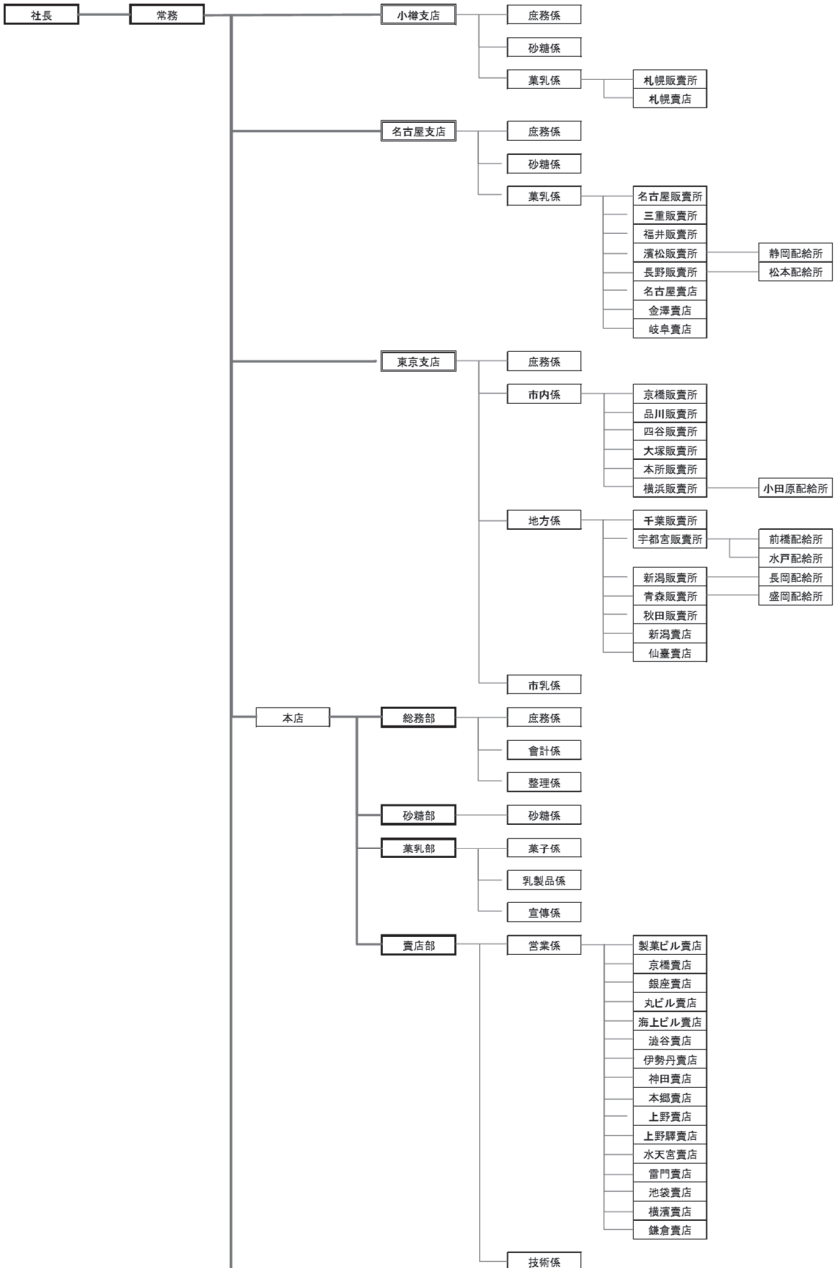 社長
常務
小樽支店
庶務係
砂糖係
菓乳係
札幌販賣所
札幌賣店
名古屋支店
庶務係
砂糖係
菓乳係
名古屋販賣所
三重販賣所
福井販賣所
濱松販賣所
静岡配給所
長野販賣所
松本配給所
名古屋賣店
金澤賣店
岐阜賣店
東京支店
庶務係
市内係
京橋販賣所
品川販賣所
四谷販賣所
大塚販賣所
本所販賣所
横浜販賣所
小田原配給所
地方係
千葉販賣所
宇都宮販賣所
前橋配給所
水戸配給所
新潟販賣所
長岡配給所
青森販賣所
盛岡配給所
秋田販賣所
新潟賣店
仙臺賣店
市乳係
本店
総務部
庶務係
會計係
整理係
砂糖部
砂糖係
菓乳部
菓子係
乳製品係
宣傳係
賣店部
営業係
製菓ビル賣店
京橋賣店
銀座賣店
丸ビル賣店
海上ビル賣店
澁谷賣店
伊勢丹賣店
神田賣店
本郷賣店
上野賣店
上野驛賣店
水天宮賣店
雷門賣店
池袋賣店
横濱賣店
鎌倉賣店
技術係